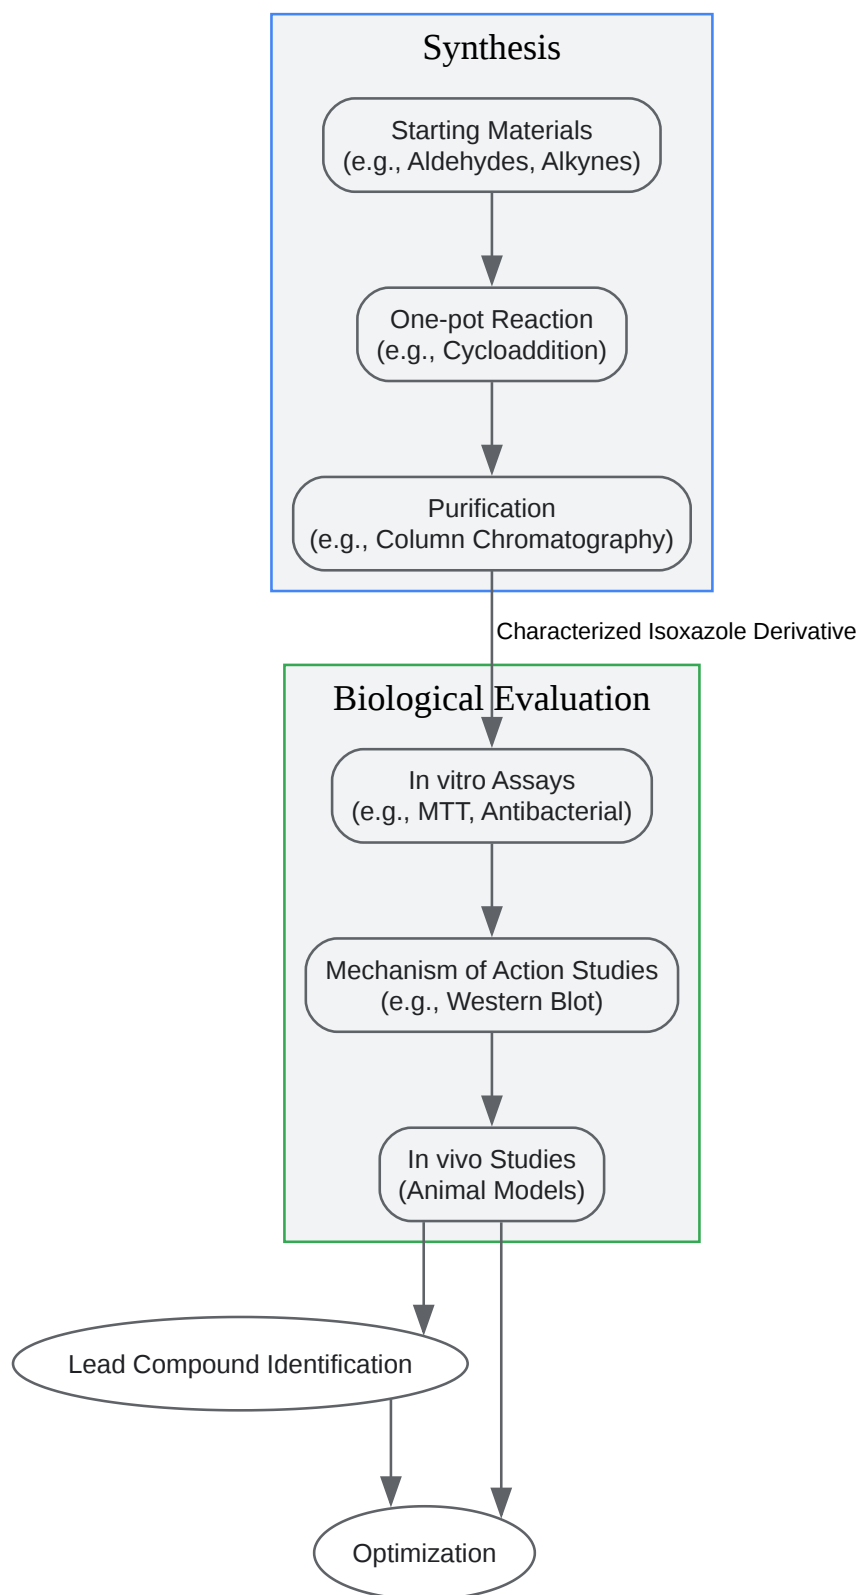 Synthesis
Starting Materials
(e.g., Aldehydes, Alkynes)
One-pot Reaction
(e.g., Cycloaddition)
Purification
(e.g., Column Chromatography)
Characterized Isoxazole Derivative
Biological Evaluation
In vitro Assays
(e.g., MTT, Antibacterial)
Mechanism of Action Studies
(e.g., Western Blot)
In vivo Studies
(Animal Models)
Lead Compound Identification
Optimization